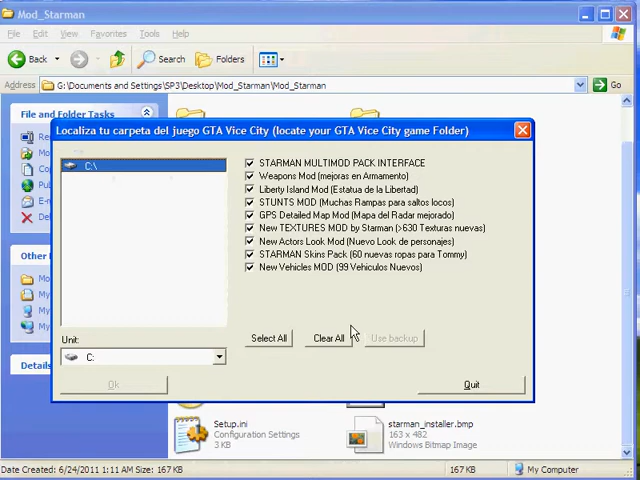 Mod_Starman
File Edit View Favorites Tools Help
Back Search Folders
Address G:\Documents and Settings\SP3\Desktop\Mod_Starman\Mod_Starman Go
File and Folder Tasks
Localiza tu carpeta del juego GTA Vice City (locate your GTA Vice City game Folder)
C:\
STARMAN MULTIMOD PACK INTERFACE
Weapons Mod (mejoras en Armamento)
Liberty Island Mod (Estatua de la Libertad)
STUNTS MOD (Muchas Rampas para saltos locos)
GPS Detailed Map Mod (Mapa del Radar mejorado)
New TEXTURES MOD by Starman (>630 Texturas nuevas)
New Actors Look Mod (Nuevo Look de personajes)
STARMAN Skins Pack (60 nuevas ropas para Tommy)
New Vehicles MOD (99 Vehiculos Nuevos)
Select All Clear All Use backup
Unit:
C:
Ok Quit
Other
Details
Setup.ini
Configuration Settings
3 KB
starman_installer.bmp
163 x 482
Windows Bitmap Image
Date Created: 6/24/2011 1:11 AM Size: 167 KB 167 KB My Computer